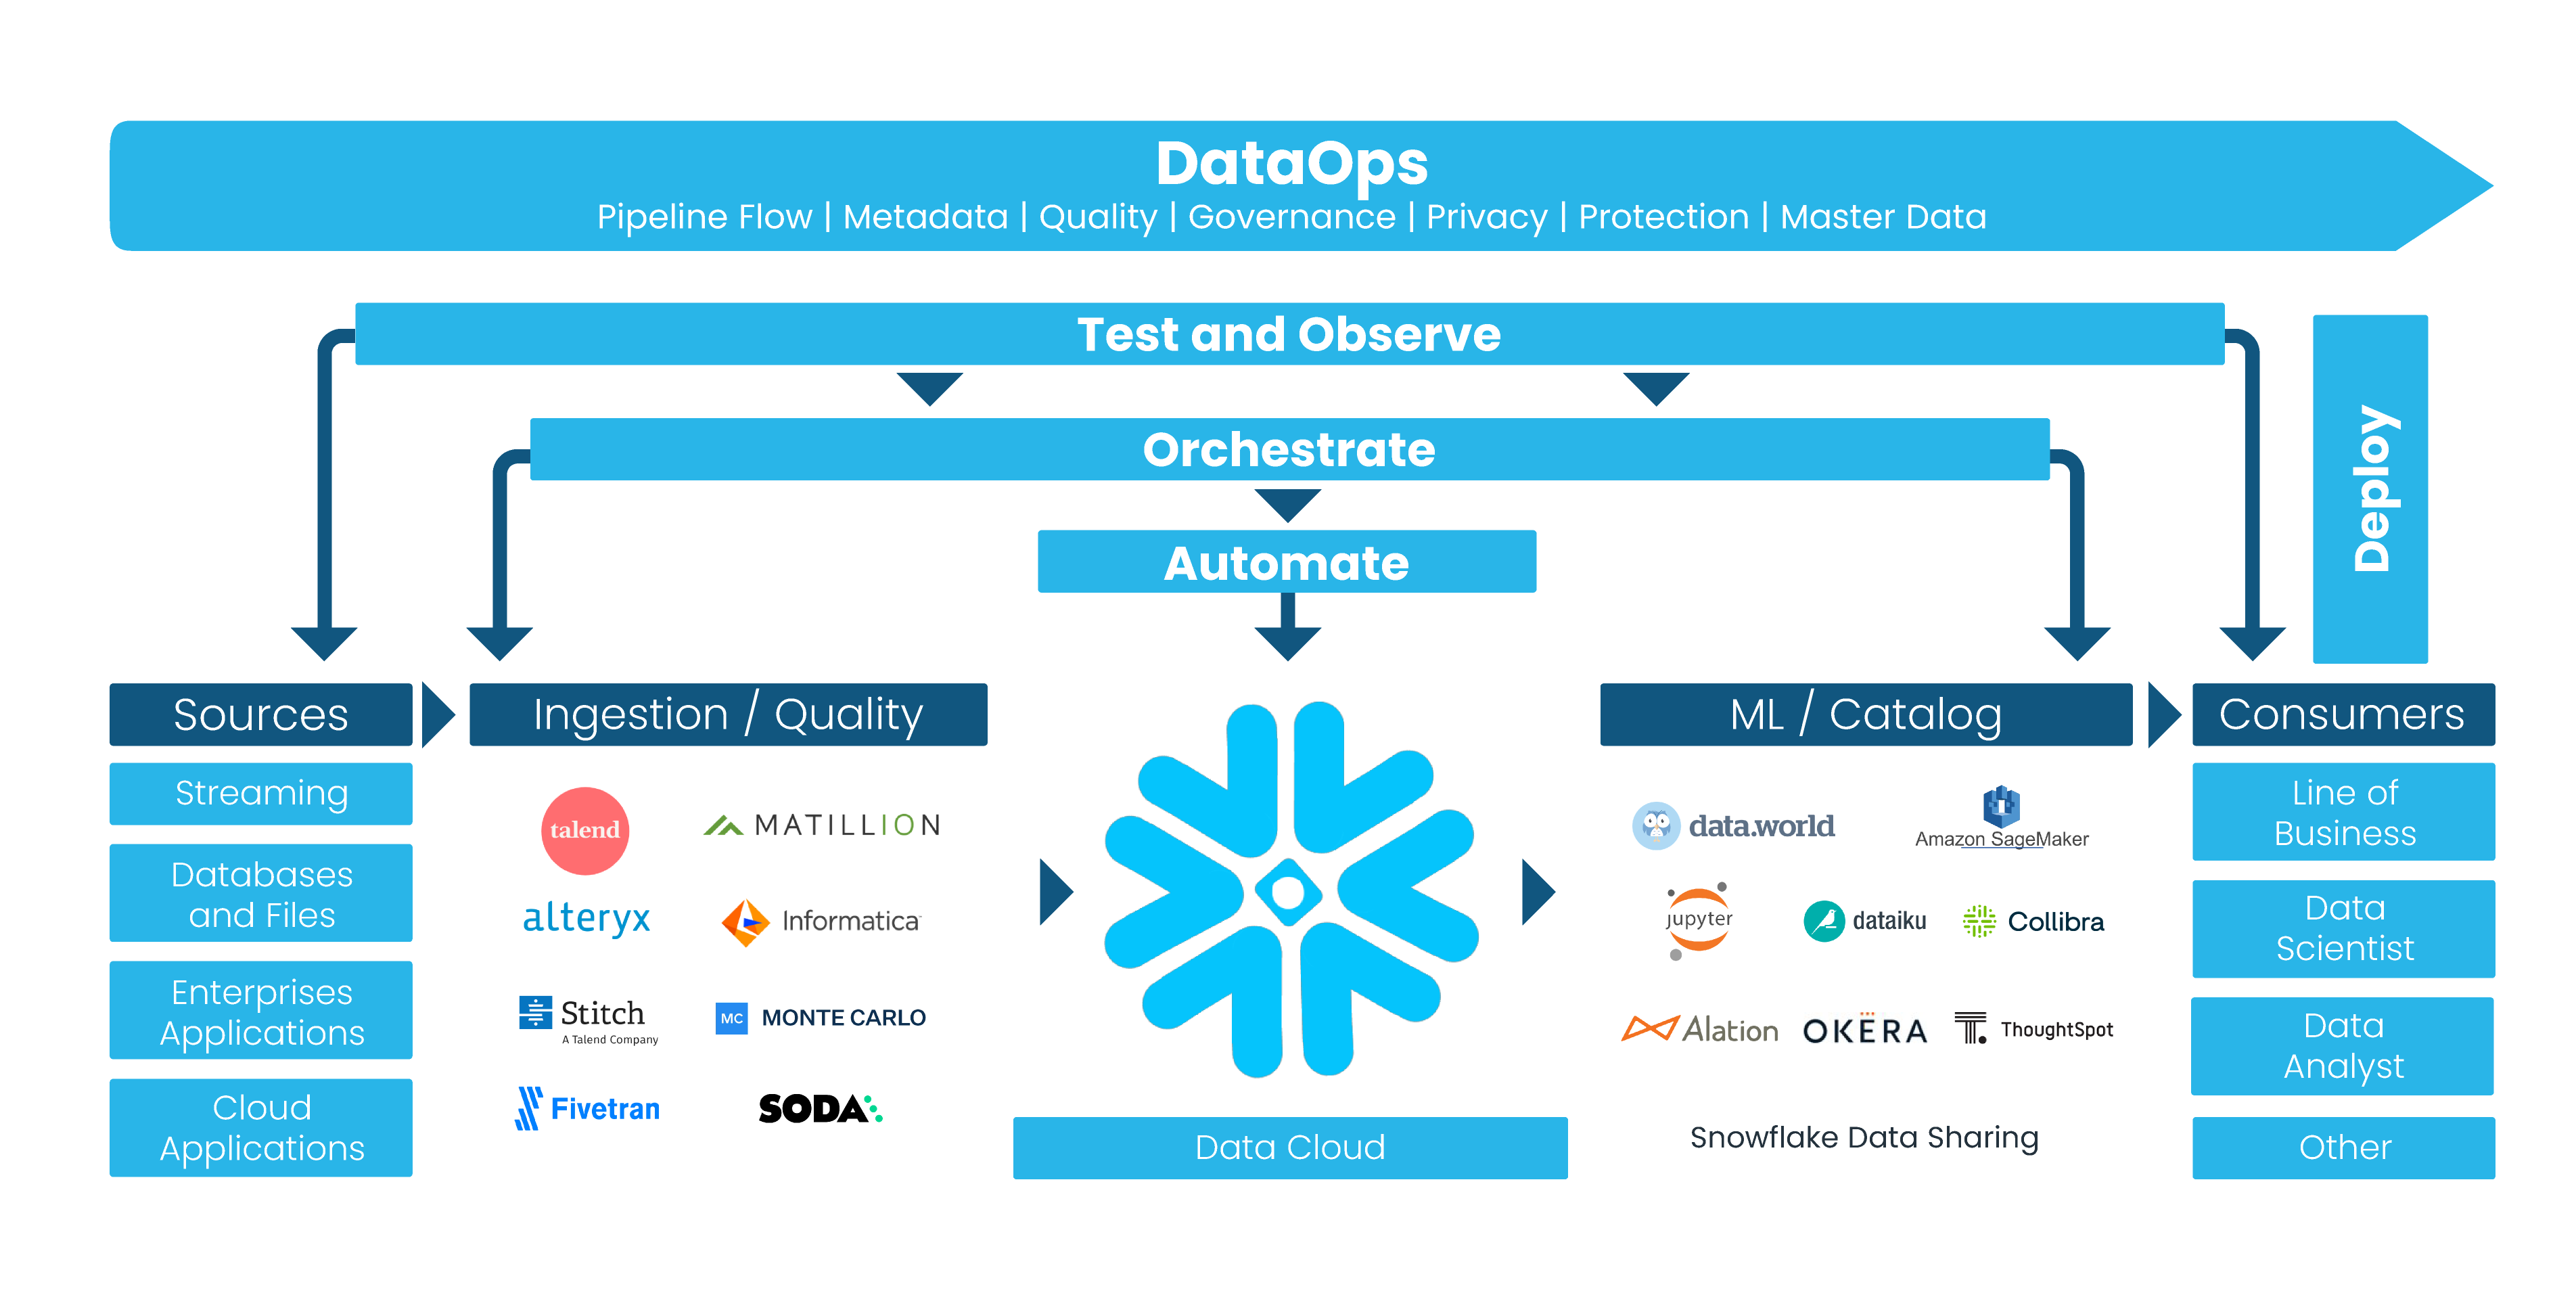 DataOps
Pipeline Flow | Metadata | Quality | Governance | Privacy | Protection | Master Data
Test and Observe
Orchestrate
Automate
Deploy
Sources
Streaming
Databases
and Files
Enterprises
Applications
Cloud
Applications
Ingestion / Quality
talend
MATILLION
alteryx
Informatica
Stitch
A Talend Company
MC MONTE CARLO
Fivetran
SODA
Data Cloud
ML / Catalog
data.world
Amazon SageMaker
jupyter
dataiku
Collibra
Alation
OKERA
ThoughtSpot
Snowflake Data Sharing
Consumers
Line of
Business
Data
Scientist
Data
Analyst
Other